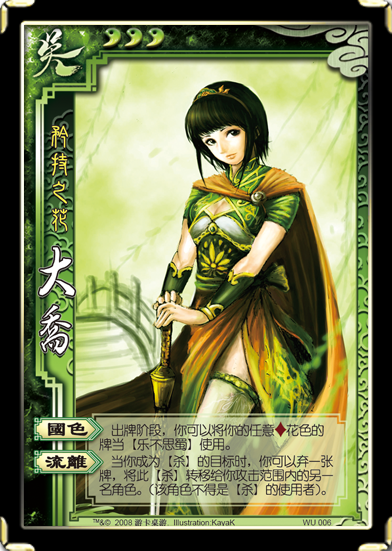 吴
矜持之花
大喬
國色
出牌阶段，你可以将你的任意♦花色的
牌当【乐不思蜀】使用。
流離
当你成为【杀】的目标时，你可以弃一张
牌，将此【杀】转移给你攻击范围内的另一
名角色。（该角色不得是【杀】的使用者）。
™&© 2008 游卡桌游. Illustration:KayaK
WU 006